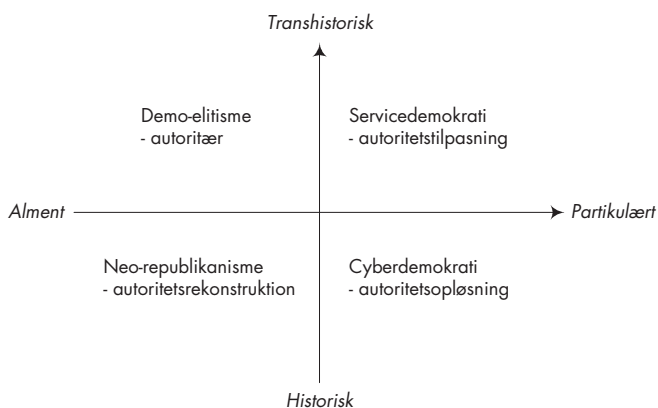 Transhistorisk
Demo-elitisme
- autoritær
Servicedemokrati
- autoritetstilpasning
Alment
Partikulært
Neo-republikanisme
- autoritetsrekonstruktion
Cyberdemokrati
- autoritetsopløsning
Historisk